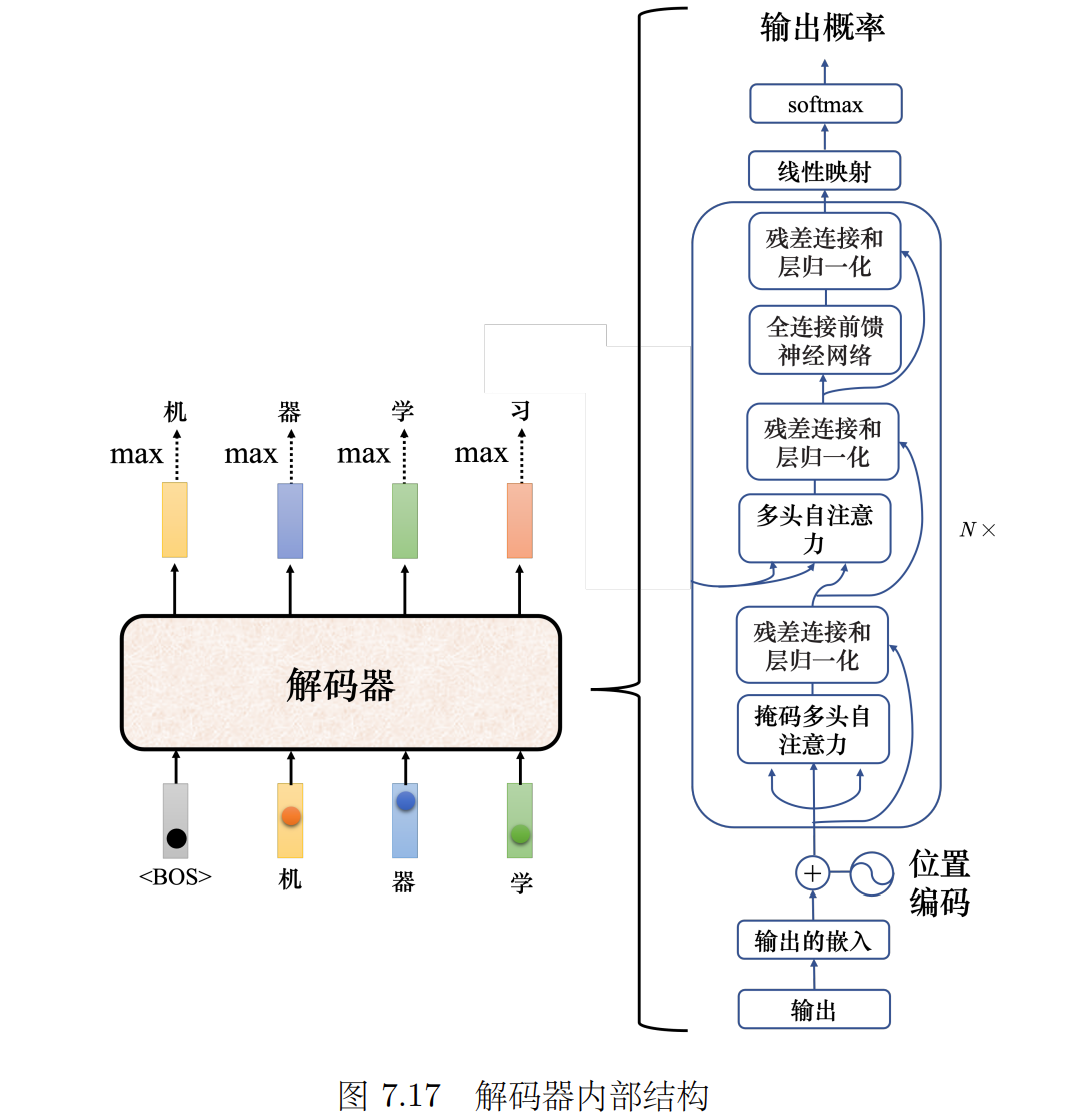 输出概率
softmax
线性映射
残差连接和
层归一化
全连接前馈
神经网络
残差连接和
层归一化
多头自注意
力
N×
残差连接和
层归一化
掩码多头自
注意力
位置
编码
输出的嵌入
输出
机 器 学 习
max max max max
解码器
<BOS> 机 器 学
图 7.17 解码器内部结构